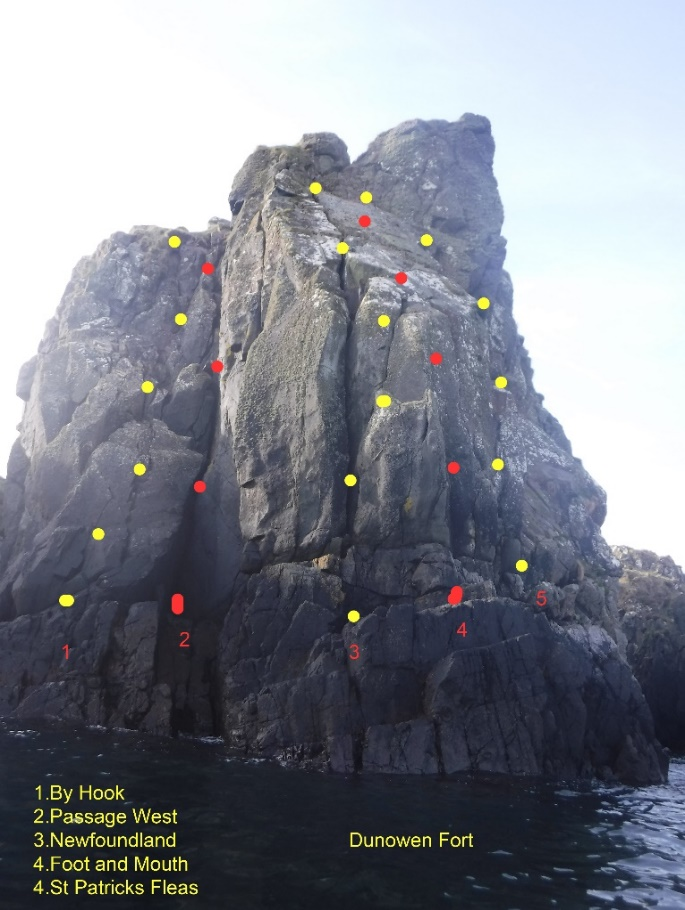 1
2
3
4
5
1.By Hook
2.Passage West
3.Newfoundland
4.Foot and Mouth
4.St Patricks Fleas
Dunowen Fort